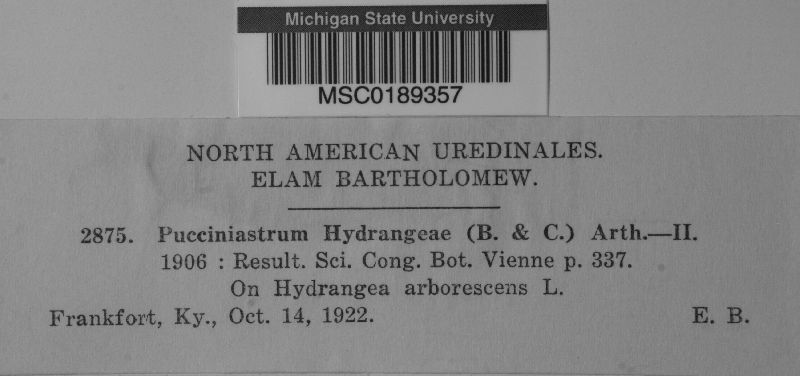 Michigan State University
MSC0189357
NORTH AMERICAN UREDINALES.
ELAM BARTHOLOMEW.
2875. Pucciniastrum Hydrangeae (B. & C.) Arth.—II.
1906 : Result. Sci. Cong. Bot. Vienne p. 337.
On Hydrangea arborescens L.
Frankfort, Ky., Oct. 14, 1922. E. B.